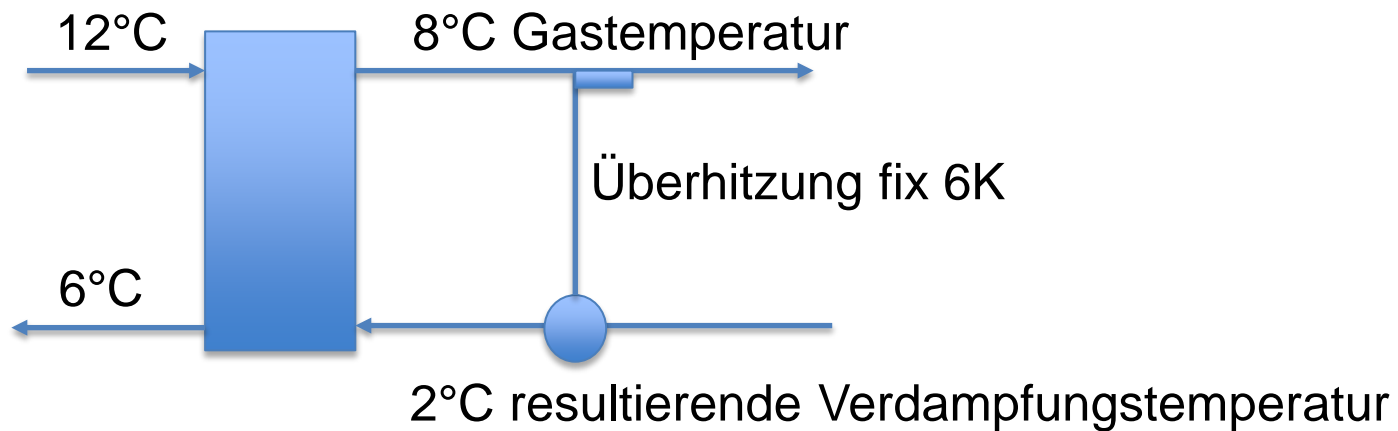 12°C
8°C Gastemperatur
Überhitzung fix 6K
6°C
2°C resultierende Verdampfungstemperatur